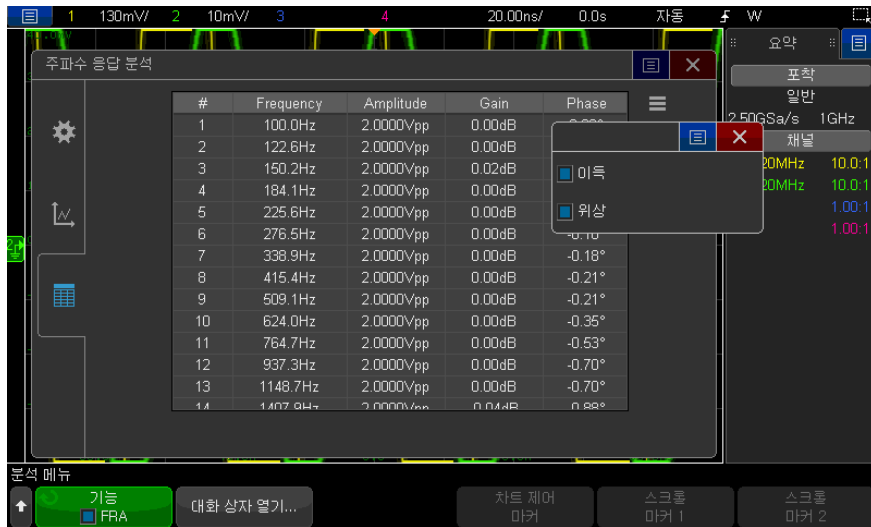 1 130mV/ 2 10mV/ 3 4 20.00ns/ 0.0s 자동 W
요약
주파수 응답 분석
포착
일반
2.50GSa/s 1GHz
채널
20MHz 10.0:1
20MHz 10.0:1
1.00:1
1.00:1
이득
위상
# Frequency Amplitude Gain Phase
1 100.0Hz 2.0000Vpp 0.00dB
2 122.6Hz 2.0000Vpp 0.00dB
3 150.2Hz 2.0000Vpp 0.02dB
4 184.1Hz 2.0000Vpp 0.00dB
5 225.6Hz 2.0000Vpp 0.00dB
6 276.5Hz 2.0000Vpp 0.00dB
7 338.9Hz 2.0000Vpp 0.00dB -0.18°
8 415.4Hz 2.0000Vpp 0.00dB -0.21°
9 509.1Hz 2.0000Vpp 0.00dB -0.21°
10 624.0Hz 2.0000Vpp 0.00dB -0.35°
11 764.7Hz 2.0000Vpp 0.00dB -0.53°
12 937.3Hz 2.0000Vpp 0.00dB -0.70°
13 1148.7Hz 2.0000Vpp 0.00dB -0.70°
14 1407.9Hz 2.0000Vpp 0.04dB 0.88°
분석 메뉴
기능
FRA
대화 상자 열기...
차트 제어
마커
스크롤
마커 1
스크롤
마커 2